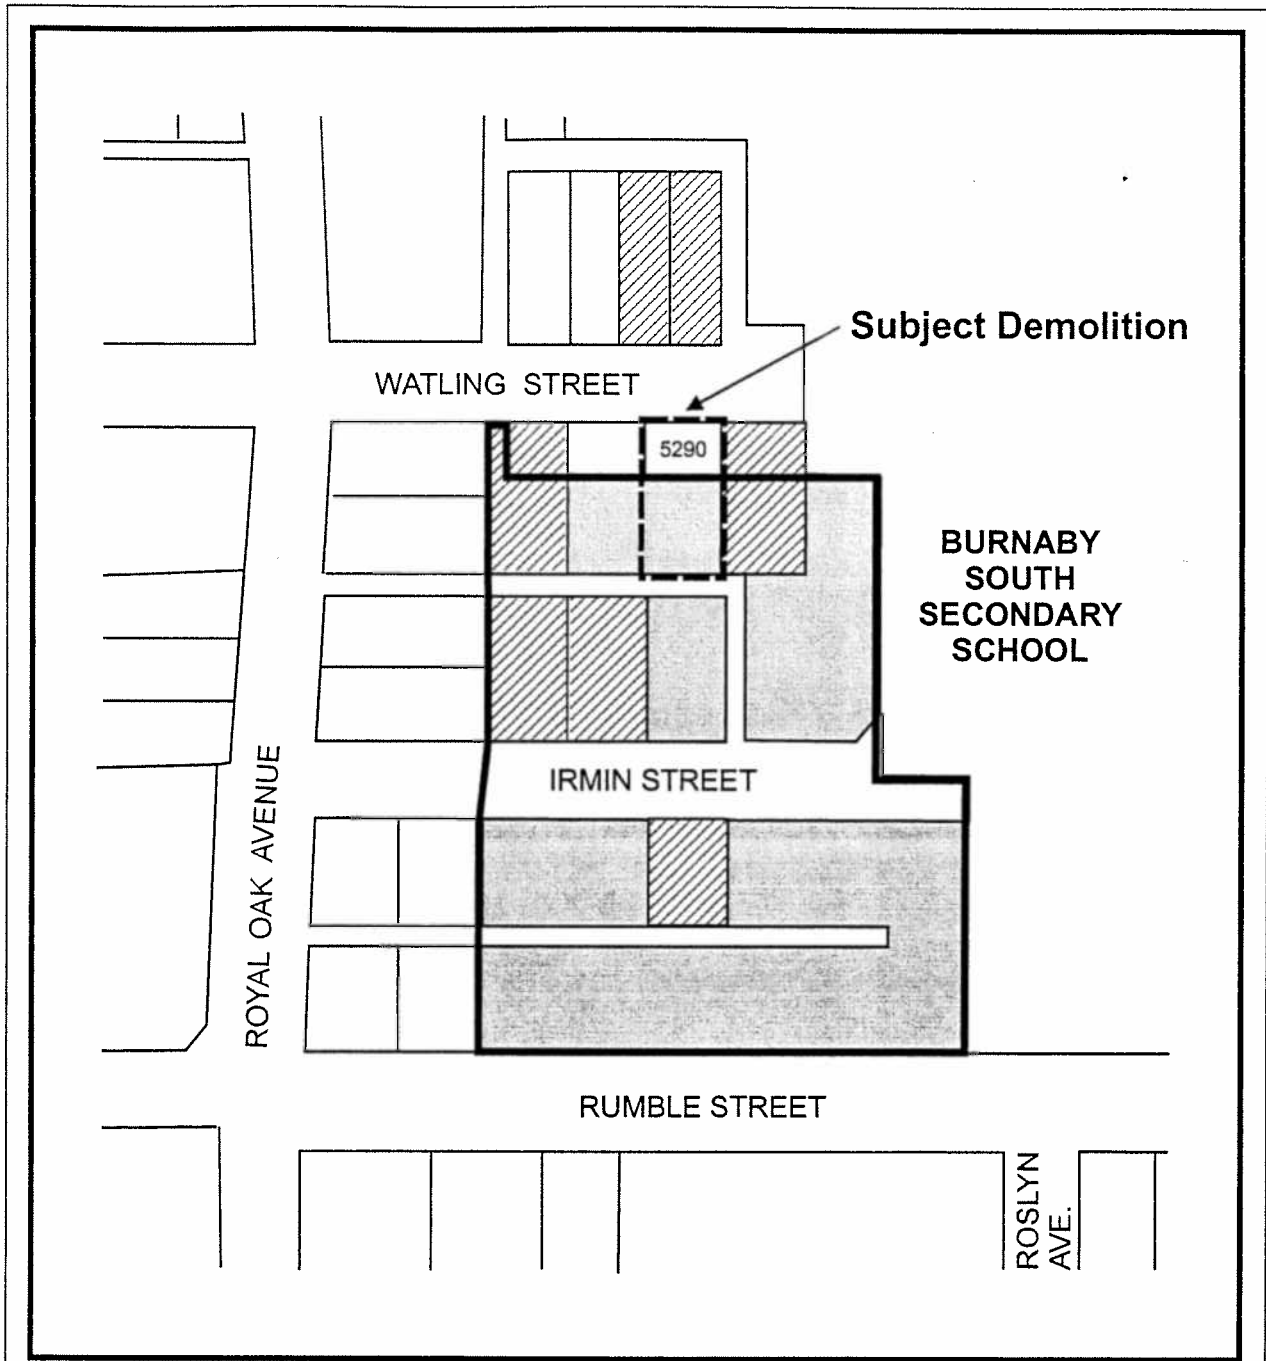 Subject Demolition
WATLING STREET
5290
BURNABY
SOUTH
SECONDARY
SCHOOL
IRMIN STREET
ROYAL OAK AVENUE
RUMBLE STREET
ROSLYN
AVE.